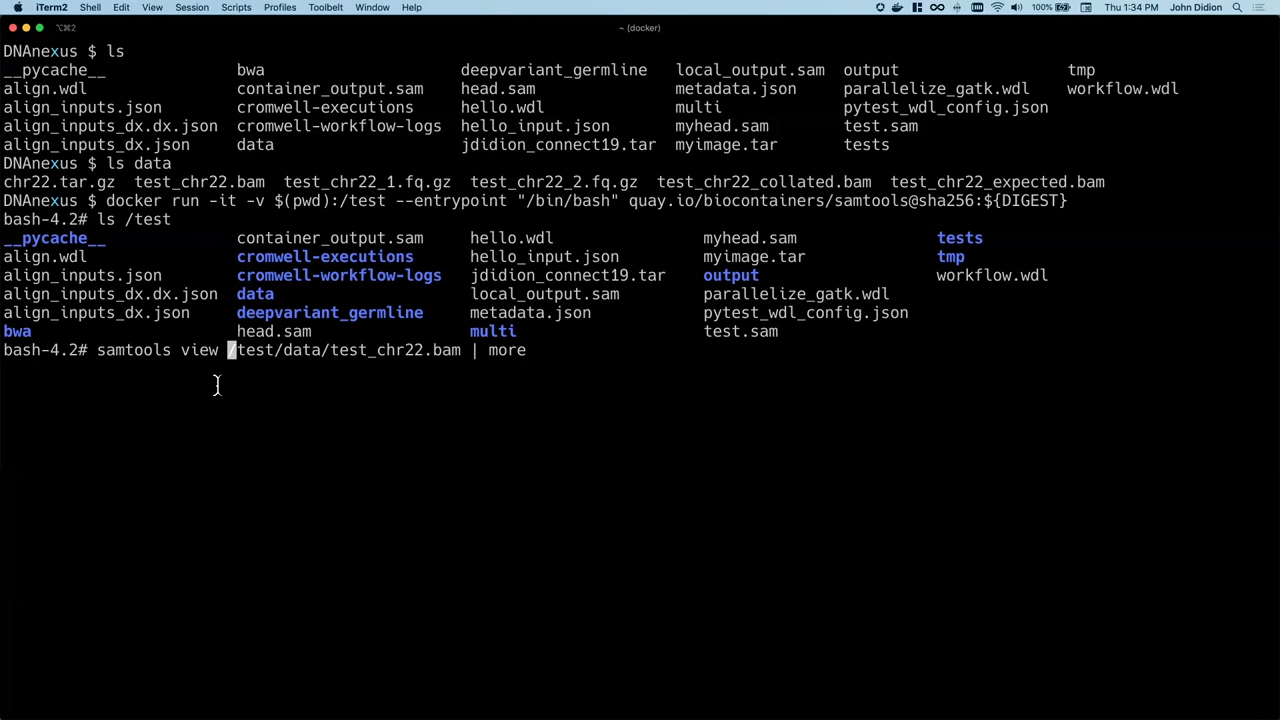 iTerm2 Shell Edit View Session Scripts Profiles Toolbelt Window Help 100% Thu 1:34 PM John Didion
⌥⌘2 ~ (docker)
DNAnexus $ ls
__pycache__ bwa deepvariant_germline local_output.sam output tmp
align.wdl container_output.sam head.sam metadata.json parallelize_gatk.wdl workflow.wdl
align_inputs.json cromwell-executions hello.wdl multi pytest_wdl_config.json
align_inputs_dx.dx.json cromwell-workflow-logs hello_input.json myhead.sam test.sam
align_inputs_dx.json data jdidion_connect19.tar myimage.tar tests
DNAnexus $ ls data
chr22.tar.gz test_chr22.bam test_chr22_1.fq.gz test_chr22_2.fq.gz test_chr22_collated.bam test_chr22_expected.bam
DNAnexus $ docker run -it -v $(pwd):/test --entrypoint "/bin/bash" quay.io/biocontainers/samtools@sha256:${DIGEST}
bash-4.2# ls /test
__pycache__ container_output.sam hello.wdl myhead.sam tests
align.wdl cromwell-executions hello_input.json myimage.tar tmp
align_inputs.json cromwell-workflow-logs jdidion_connect19.tar output workflow.wdl
align_inputs_dx.dx.json data local_output.sam parallelize_gatk.wdl
align_inputs_dx.json deepvariant_germline metadata.json pytest_wdl_config.json
bwa head.sam multi test.sam
bash-4.2# samtools view /test/data/test_chr22.bam | more